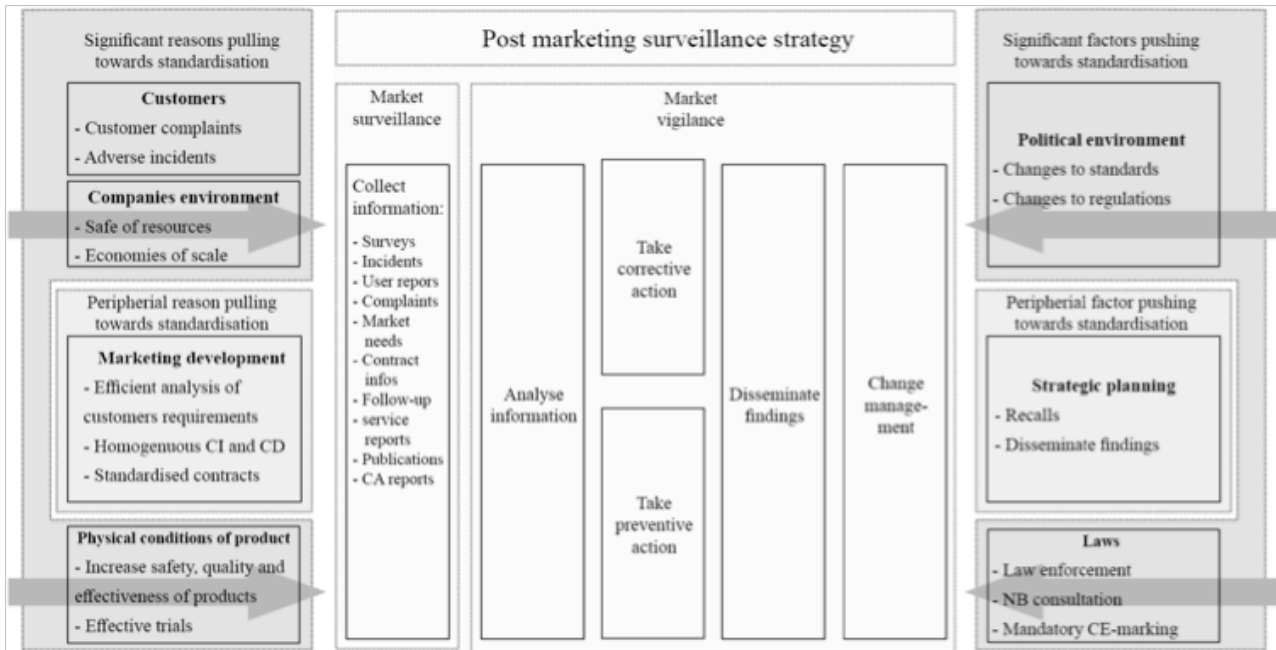 Significant reasons pulling
towards standardisation
Customers
- Customer complaints
- Adverse incidents
Companies environment
- Safe of resources
- Economies of scale
Peripherial reason pulling
towards standardisation
Marketing development
- Efficient analysis of
customers requirements
- Homogenuous CI and CD
- Standardised contracts
Physical conditions of product
- Increase safety, quality and
effectiveness of products
- Effective trials
Post marketing surveillance strategy
Market
surveillance
Collect
information:
- Surveys
- Incidents
- User repors
- Complaints
- Market
needs
- Contract
infos
- Follow-up
- service
reports
- Publications
- CA reports
Market
vigilance
Analyse
information
Take
corrective
action
Take
preventive
action
Disseminate
findings
Change
manage-
ment
Significant factors pushing
towards standardisation
Political environment
- Changes to standards
- Changes to regulations
Peripherial factor pushing
towards standardisation
Strategic planning
- Recalls
- Disseminate findings
Laws
- Law enforcement
- NB consultation
- Mandatory CE-marking